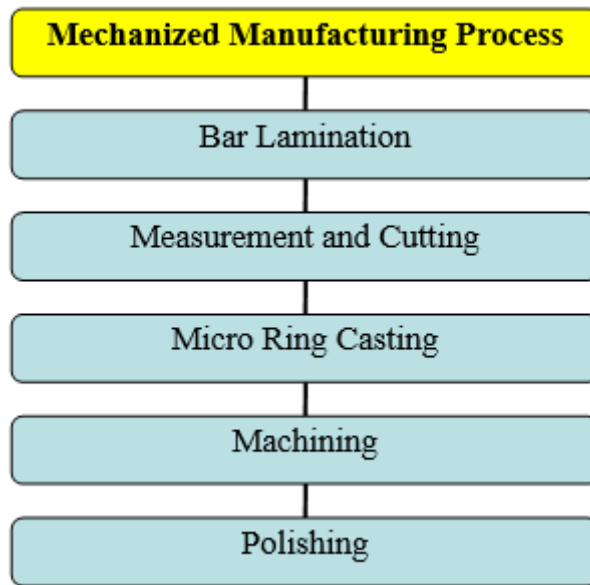 Mechanized Manufacturing Process
Bar Lamination
Measurement and Cutting
Micro Ring Casting
Machining
Polishing